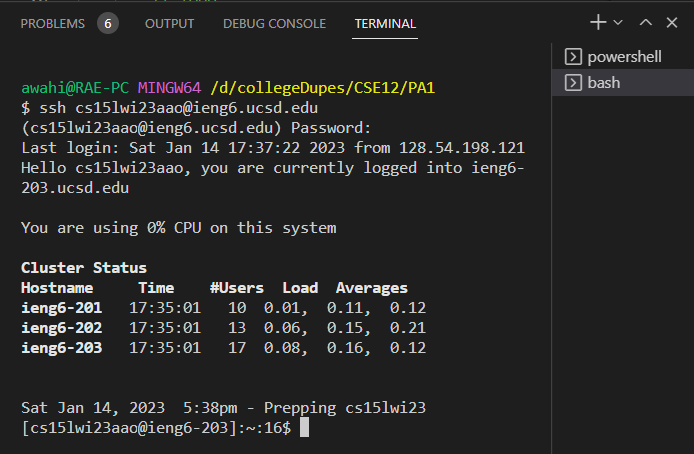 PROBLEMS 6 OUTPUT DEBUG CONSOLE TERMINAL
powershell
bash
awahi@RAE-PC MINGW64 /d/collegeDupes/CSE12/PA1
$ ssh cs15lwi23aao@ieng6.ucsd.edu
(cs15lwi23aao@ieng6.ucsd.edu) Password:
Last login: Sat Jan 14 17:37:22 2023 from 128.54.198.121
Hello cs15lwi23aao, you are currently logged into ieng6-
203.ucsd.edu
You are using 0% CPU on this system
Cluster Status
Hostname     Time    #Users  Load  Averages
ieng6-201   17:35:01   10  0.01,  0.11,  0.12
ieng6-202   17:35:01   13  0.06,  0.15,  0.21
ieng6-203   17:35:01   17  0.08,  0.16,  0.12
Sat Jan 14, 2023  5:38pm - Prepping cs15lwi23
[cs15lwi23aao@ieng6-203]:~:16$